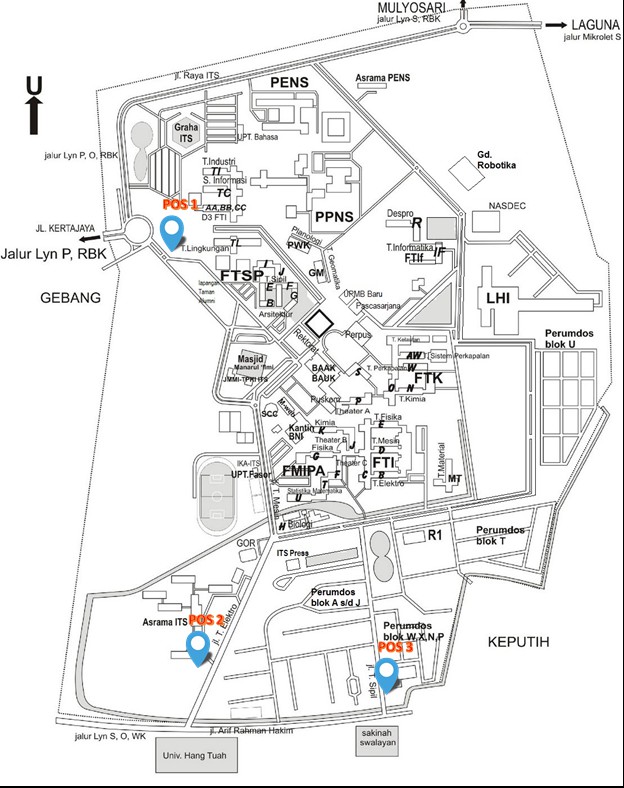 MULYOSARI
jalur Lyn S, RBK
LAGUNA
jalur Mikrolet S
U
jl. Raya ITS
PENS
Asrama PENS
Graha
ITS
UPT. Bahasa
jalur Lyn P, O, RBK
T.Industri
TI
S. Informasi
TC
AA,BB,CC
D3 FTI
Gd.
Robotika
NASDEC
POS 1
PPNS
Despro
R
JL. KERTAJAYA
Jalur Lyn P, RBK
T.Lingkungan
TL
Planologi
PWK
Geomatika
GM
T.Informatika
FTIf
IF
GEBANG
FTSP
lapangan
Taman
Alumni
I
J
T.Sipil
E
F
G
B
Arsitektur
URMB Baru
Pascasarjana
LHI
Rektorat
Perpus
Perumdos
blok U
T. Kelautan
AW
T.Sistem Perkapalan
W
T. Perkapalan
FTK
O
N
T.Kimia
Masjid
Manarul 'Ilmi
JMMI-TPKI ITS
BAAK
BAUK
S
Puskom
P
Theater A
SCC
Kantin
BNI
Kimia
K
Theater B
Fisika
G
J
T.Fisika
E
T.Mesin
D
FTI
T.Material
MT
IKA-ITS
UPT.Fasor
FMIPA
Theater C
F
C
B
T.Elektro
T
Statistika
Matematika
U
T. Mesin
H
Biologi
GOR
ITS Press
R1
Perumdos
blok T
Asrama ITS
POS 2
jl. T. Elektro
Perumdos
blok A s/d J
Perumdos
blok W,X,N,P
POS 3
jl. T. Sipil
KEPUTIH
jalur Lyn S, O, WK
jl. Arif Rahman Hakim
Univ. Hang Tuah
sakinah
swalayan